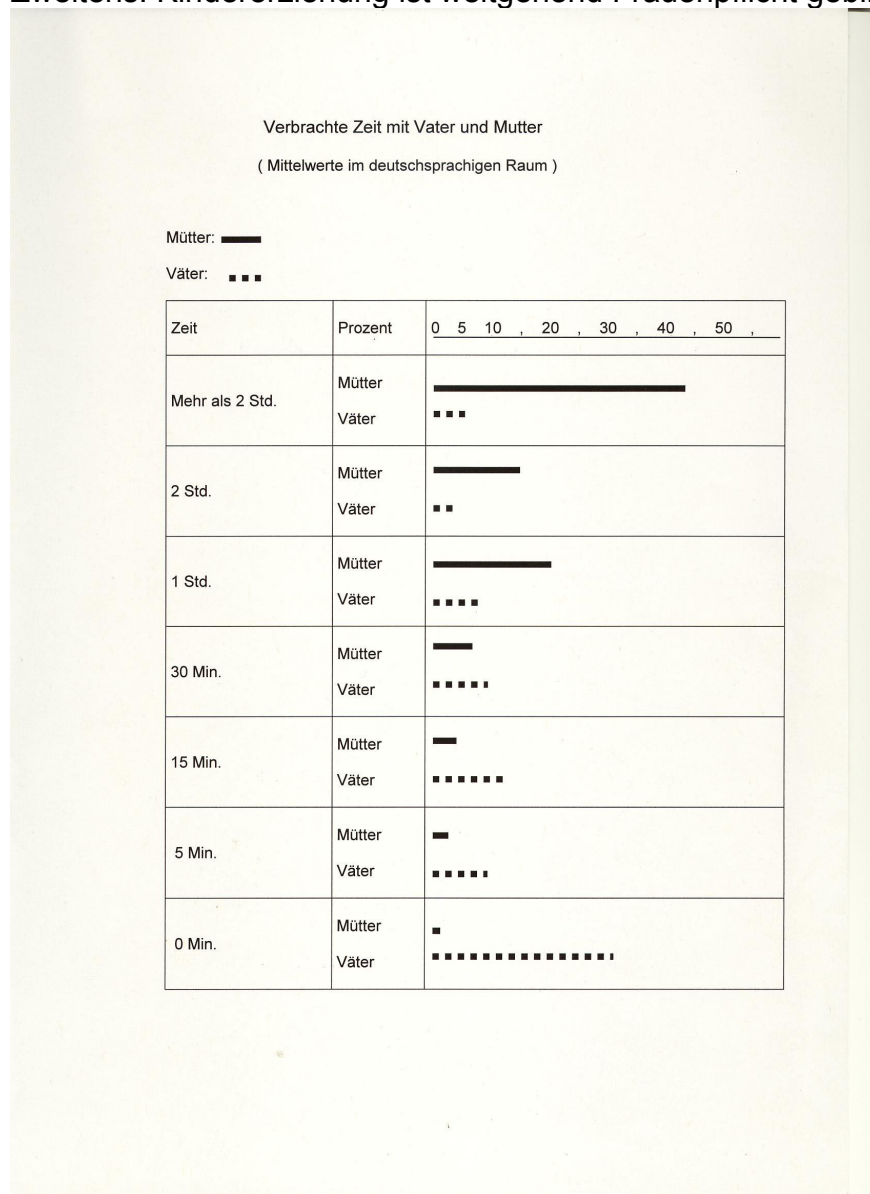 Verbrachte Zeit mit Vater und Mutter
( Mittelwerte im deutschsprachigen Raum )
Mütter:
Väter:
Zeit Prozent 0 5 10 , 20 , 30 , 40 , 50 ,
Mehr als 2 Std. Mütter
Väter
2 Std. Mütter
Väter
1 Std. Mütter
Väter
30 Min. Mütter
Väter
15 Min. Mütter
Väter
5 Min. Mütter
Väter
0 Min. Mütter
Väter